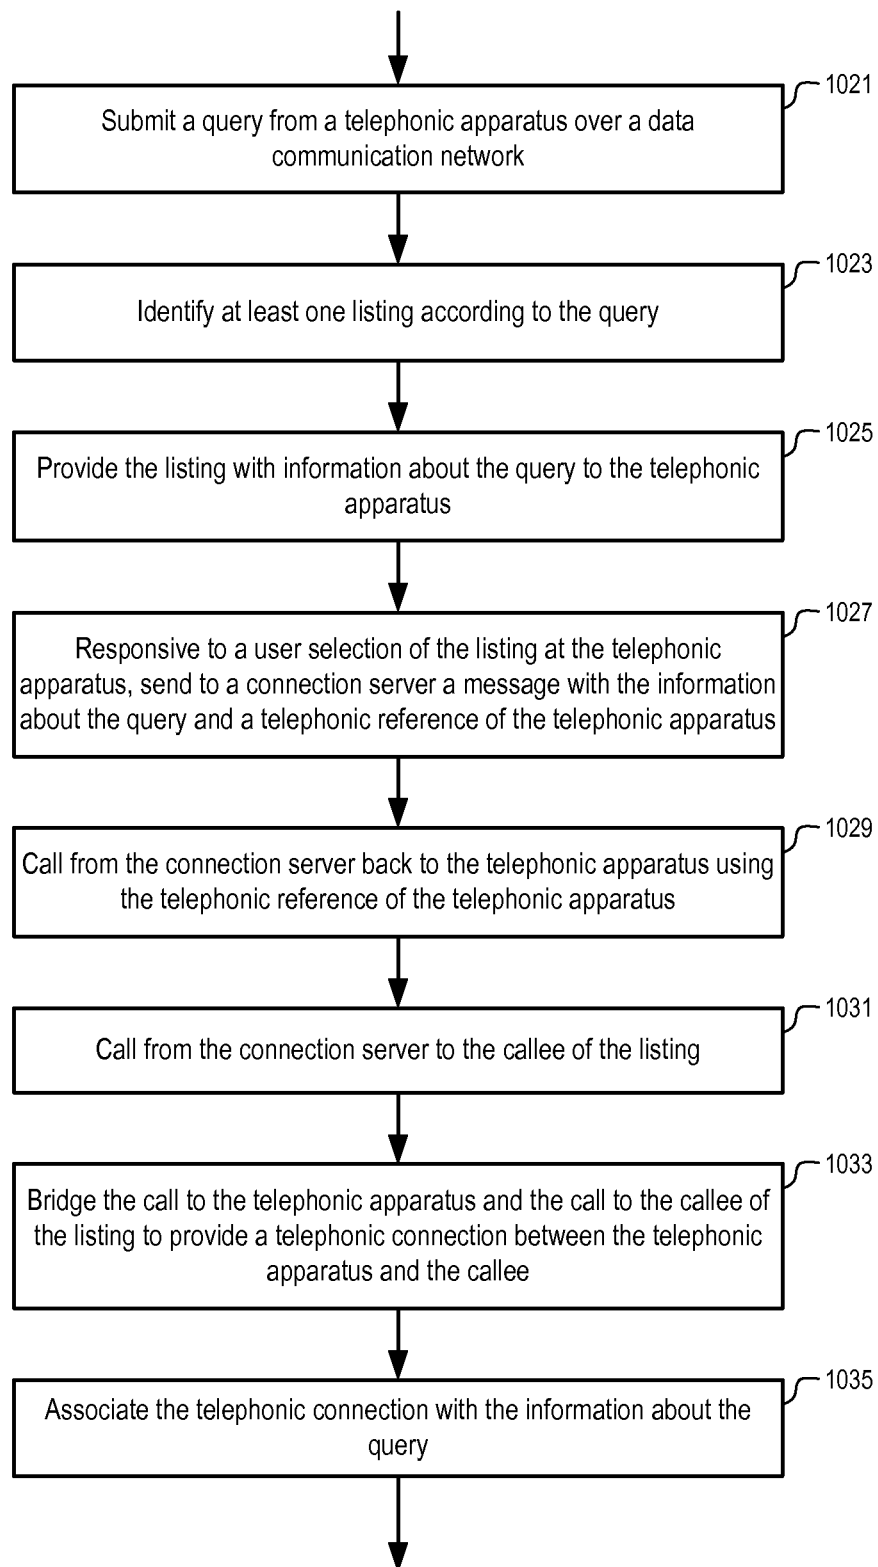 1021
Submit a query from a telephonic apparatus over a data
communication network
1023
Identify at least one listing according to the query
1025
Provide the listing with information about the query to the telephonic
apparatus
1027
Responsive to a user selection of the listing at the telephonic
apparatus, send to a connection server a message with the information
about the query and a telephonic reference of the telephonic apparatus
1029
Call from the connection server back to the telephonic apparatus using
the telephonic reference of the telephonic apparatus
1031
Call from the connection server to the callee of the listing
1033
Bridge the call to the telephonic apparatus and the call to the callee of
the listing to provide a telephonic connection between the telephonic
apparatus and the callee
1035
Associate the telephonic connection with the information about the
query